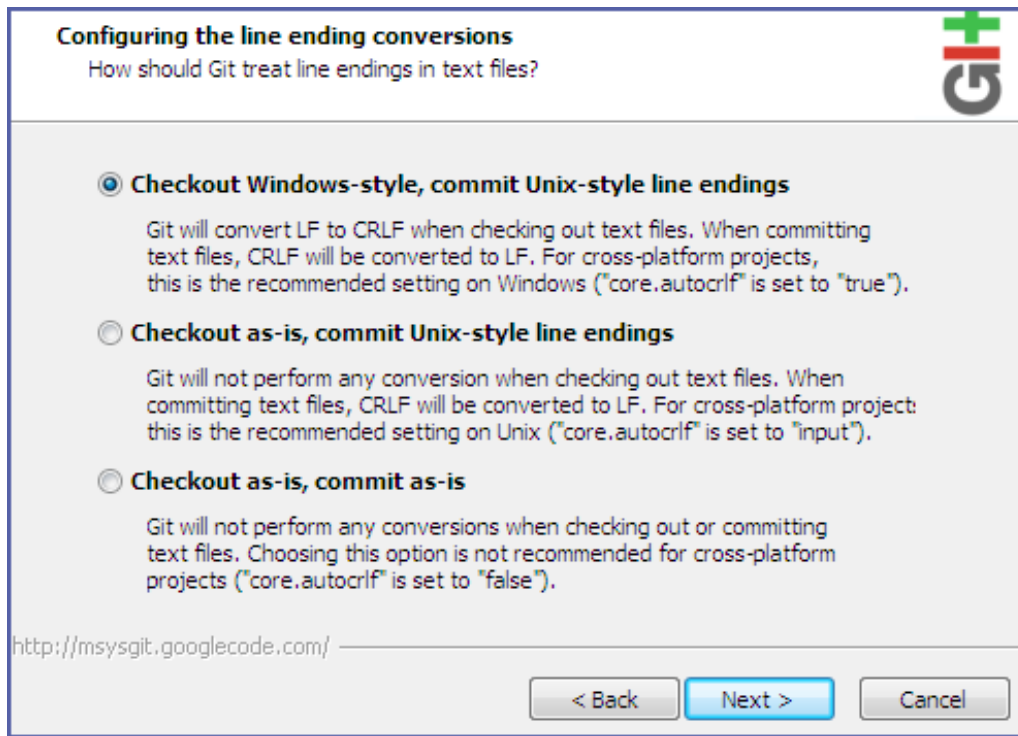 Configuring the line ending conversions
How should Git treat line endings in text files?
GIT
Checkout Windows-style, commit Unix-style line endings
Git will convert LF to CRLF when checking out text files. When committing
text files, CRLF will be converted to LF. For cross-platform projects,
this is the recommended setting on Windows ("core.autocrlf" is set to "true").
Checkout as-is, commit Unix-style line endings
Git will not perform any conversion when checking out text files. When
committing text files, CRLF will be converted to LF. For cross-platform project
this is the recommended setting on Unix ("core.autocrlf" is set to "input").
Checkout as-is, commit as-is
Git will not perform any conversions when checking out or committing
text files. Choosing this option is not recommended for cross-platform
projects ("core.autocrlf" is set to "false").
http://msysgit.googlecode.com/
< Back
Next >
Cancel